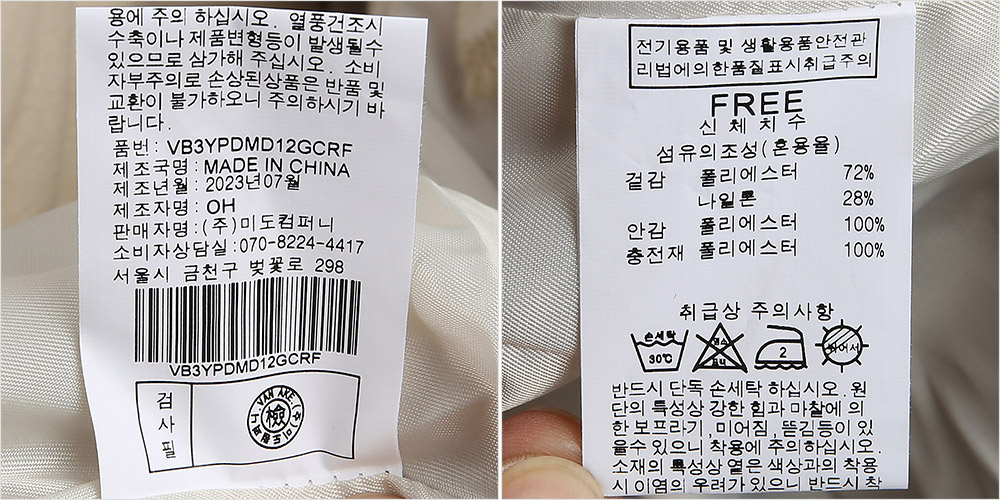 용에 주의 하십시오. 열풍건조시
수축이나 제품변형등이 발생될수
있으므로 삼가해 주십시오. 소비
자부주의로 손상된상품은 반품 및
교환이 불가하오니 주의하시기 바
랍니다.
품번: VB3YPDMD12GCRF
제조국명: MADE IN CHINA
제조년월: 2023년07월
제조자명: OH
판매자명:(주)미도컴퍼니
소비자상담실:070-8224-4417
서울시 금천구 벚꽃로 298
VB3YPDMD12GCRF
검사필
VAN AKE
檢
전기용품 및 생활용품안전관
리법에의한품질표시취급주의
FREE
신체치수
섬유의조성(혼용율)
겉감 폴리에스터 72%
나일론 28%
안감 폴리에스터 100%
충전재 폴리에스터 100%
취급상 주의사항
손세탁
30℃
염소
표백
2
뉘어서
반드시 단독 손세탁 하십시오. 원
단의 특성상 강한 힘과 마찰에 의
한 보프라기, 미어짐, 뜯김등이 있
을수 있으니 착용에 주의하십시오.
소재의 특성상 옅은 색상과의 착용
시 이염의 우려가 있으니 반드시 착